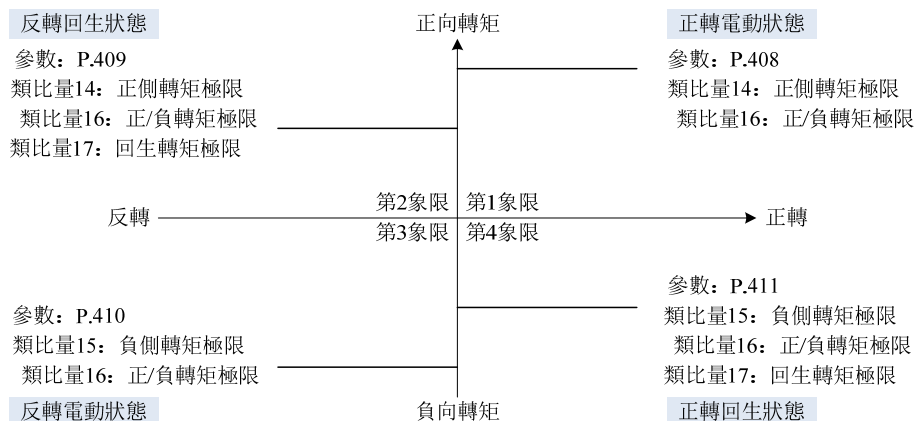 反轉回生狀態
參數：P.409
類比量14：正側轉矩極限
類比量16：正/負轉矩極限
類比量17：回生轉矩極限
正向轉矩
正轉電動狀態
參數：P.408
類比量14：正側轉矩極限
類比量16：正/負轉矩極限
第2象限
第1象限
反轉
正轉
第3象限
第4象限
參數：P.410
類比量15：負側轉矩極限
類比量16：正/負轉矩極限
反轉電動狀態
負向轉矩
參數：P.411
類比量15：負側轉矩極限
類比量16：正/負轉矩極限
類比量17：回生轉矩極限
正轉回生狀態